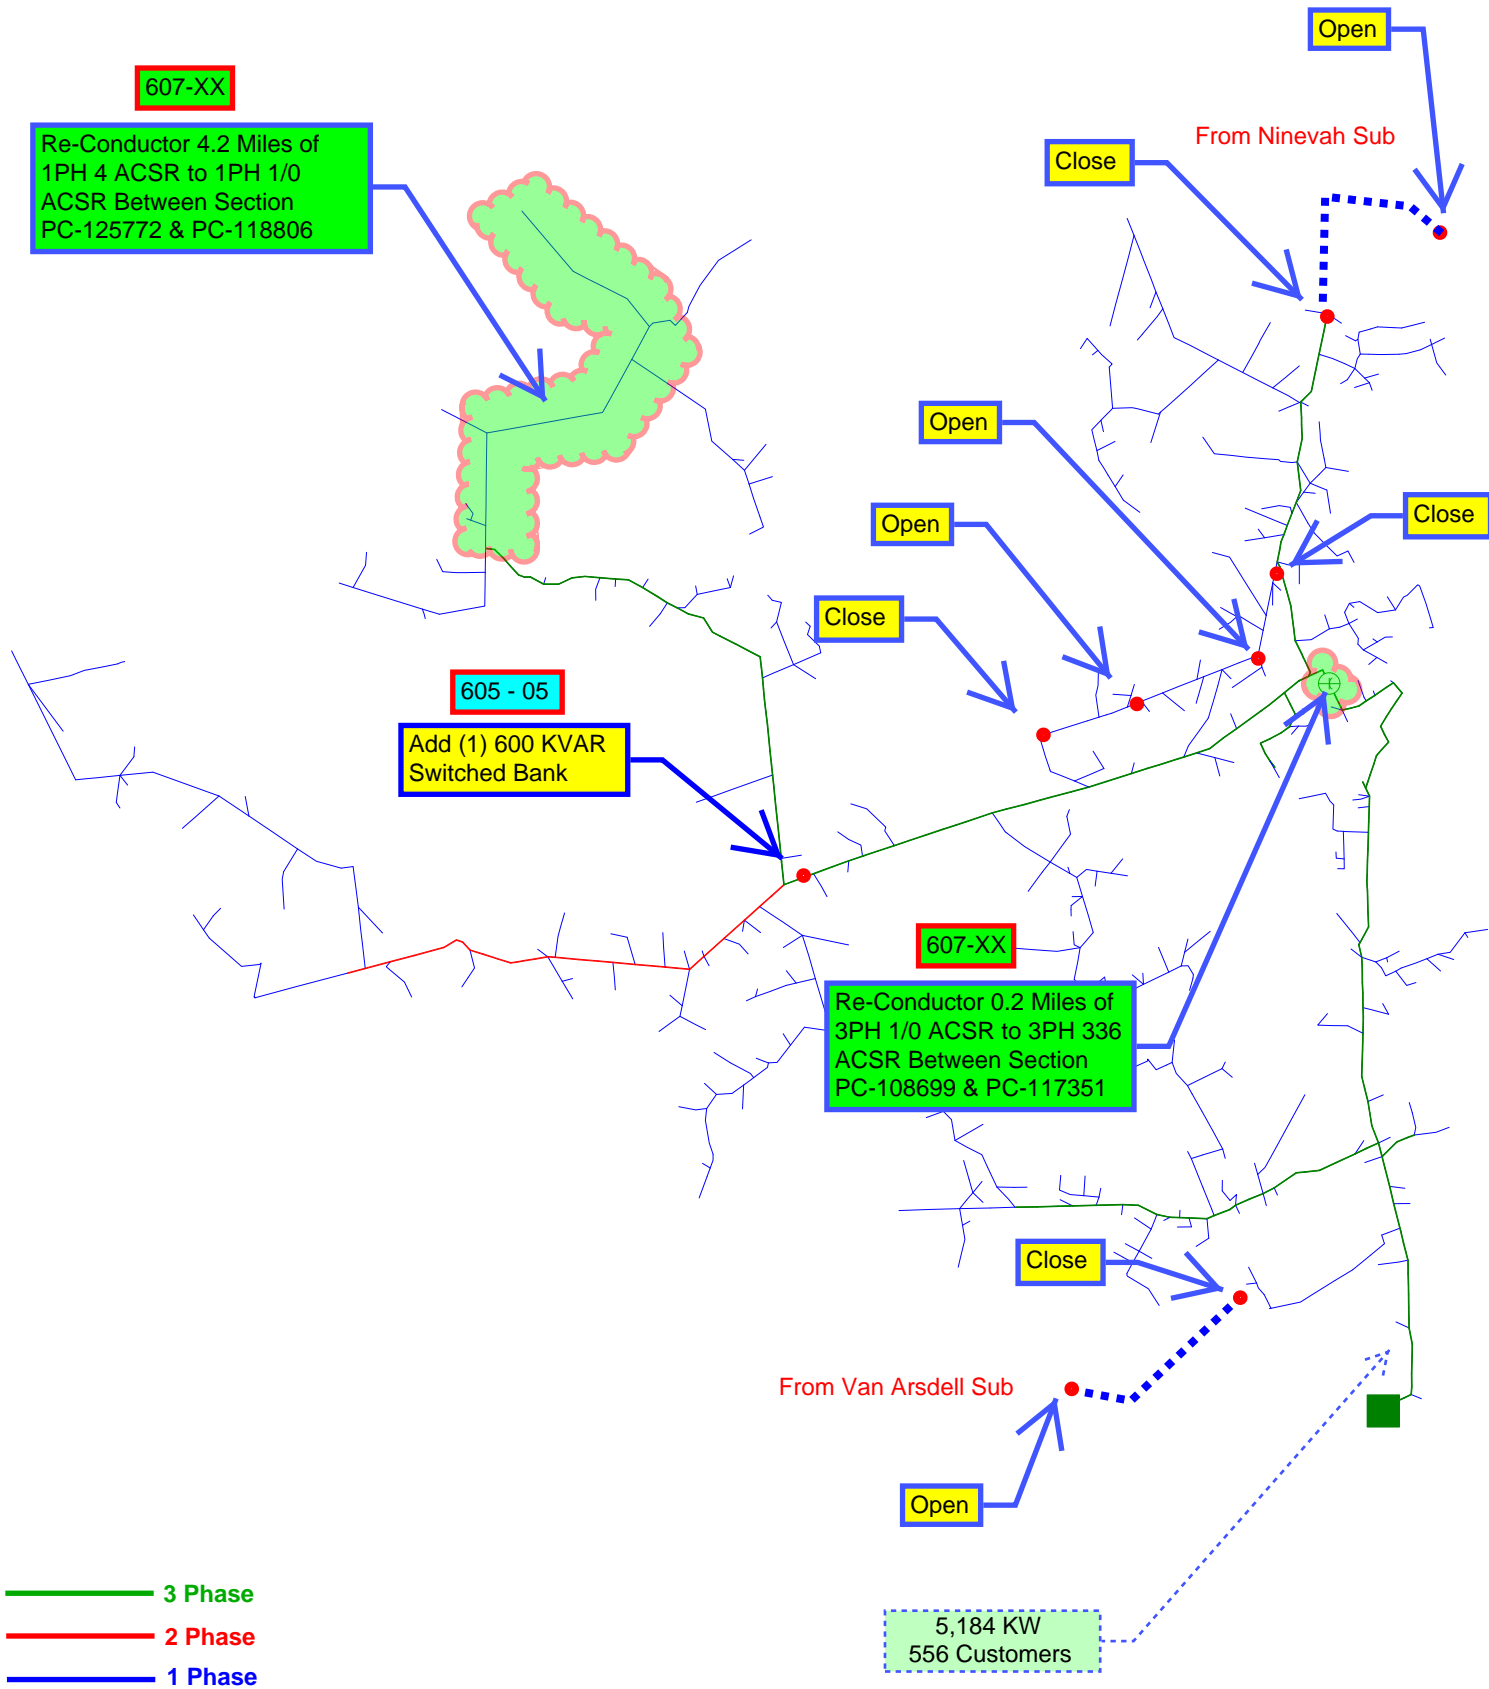 Open
607-XX
Re-Conductor 4.2 Miles of
1PH 4 ACSR to 1PH 1/0
ACSR Between Section
PC-125772 & PC-118806
From Ninevah Sub
Close
Open
Close
Open
Close
605 - 05
Add (1) 600 KVAR
Switched Bank
607-XX
Re-Conductor 0.2 Miles of
3PH 1/0 ACSR to 3PH 336
ACSR Between Section
PC-108699 & PC-117351
Close
From Van Arsdell Sub
Open
5,184 KW
556 Customers
3 Phase
2 Phase
1 Phase